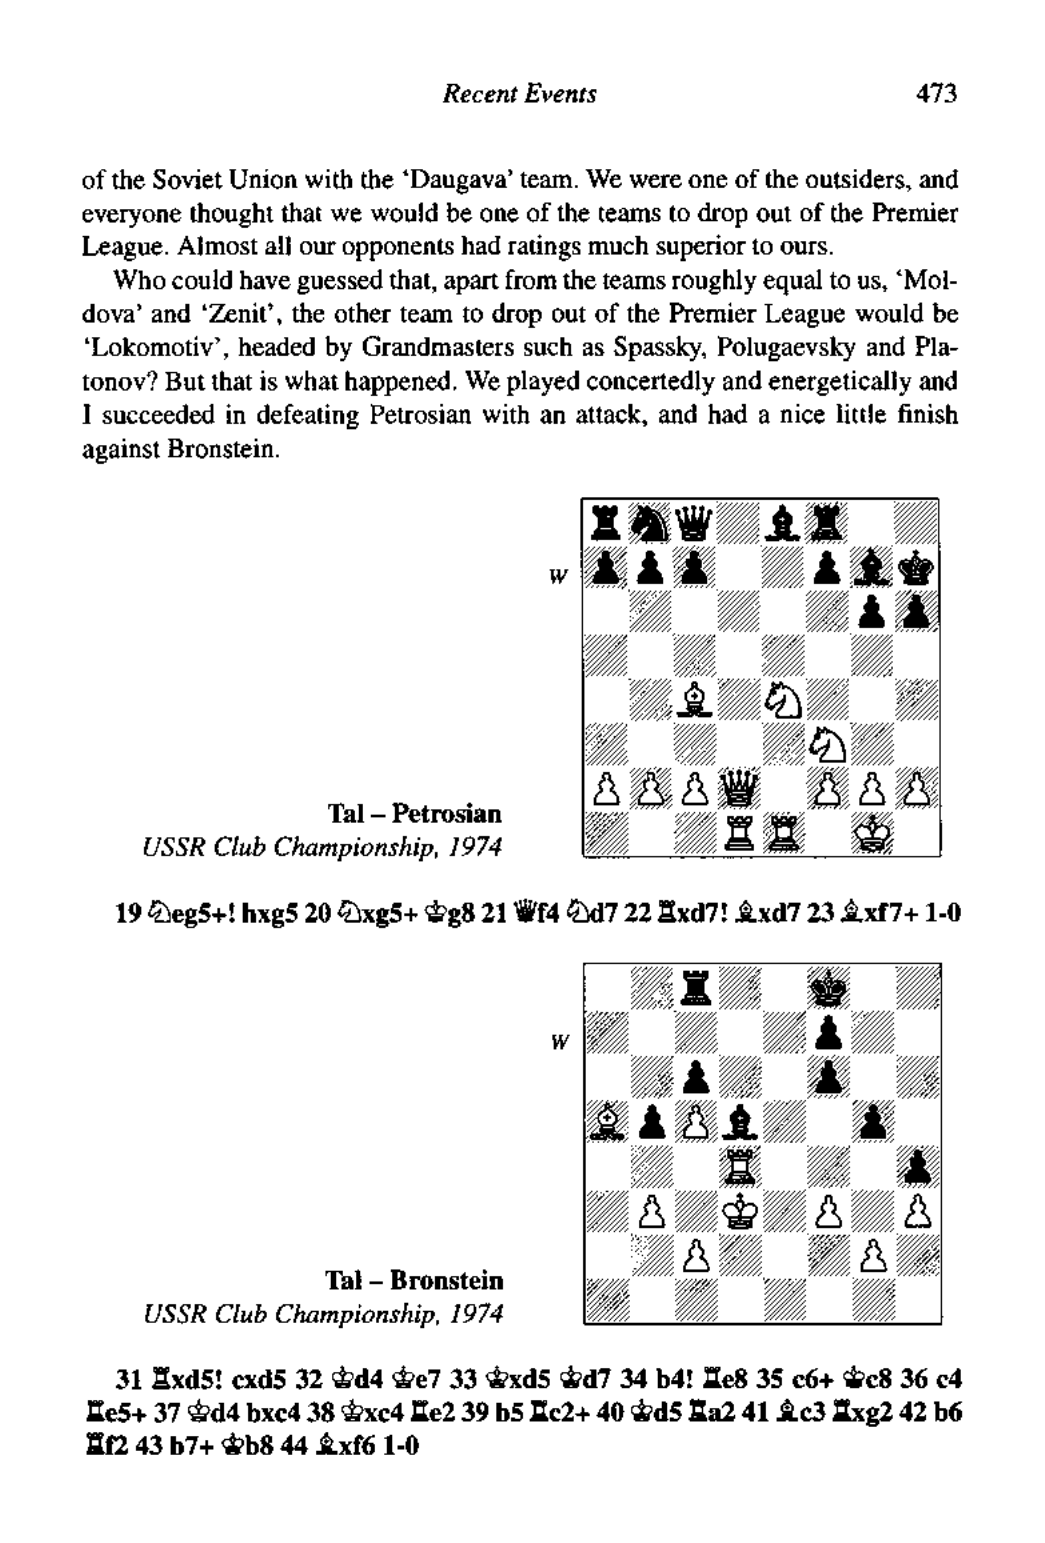 Recent Events 473
of the Soviet Union with the ‘Daugava’ team. We were one of the outsiders, and
everyone thought that we would be one of the teams to drop out of the Premier
League. Almost all our opponents had ratings much superior to ours.
Who could have guessed that, apart from the teams roughly equal to us, ‘Mol-
dova’ and ‘Zenit’, the other team to drop out of the Premier League would be
‘Lokomotiv’, headed by Grandmasters such as Spassky, Polugaevsky and Pla-
tonov? But that is what happened. We played concertedly and energetically and
I succeeded in defeating Petrosian with an attack, and had a nice little finish
against Bronstein.
W
Tal – Petrosian
USSR Club Championship, 1974
19 ♘eg5+! hxg5 20 ♘xg5+ ♔g8 21 ♕f4 ♘d7 22 ♖xd7! ♗xd7 23 ♗xf7+ 1-0
W
Tal – Bronstein
USSR Club Championship, 1974
31 ♖xd5! cxd5 32 ♔d4 ♔e7 33 ♔xd5 ♔d7 34 b4! ♖e8 35 c6+ ♔c8 36 c4
♖e5+ 37 ♔d4 bxc4 38 ♔xc4 ♖e2 39 b5 ♖c2+ 40 ♔d5 ♖a2 41 ♗c3 ♖xg2 42 b6
♖f2 43 b7+ ♔b8 44 ♗xf6 1-0